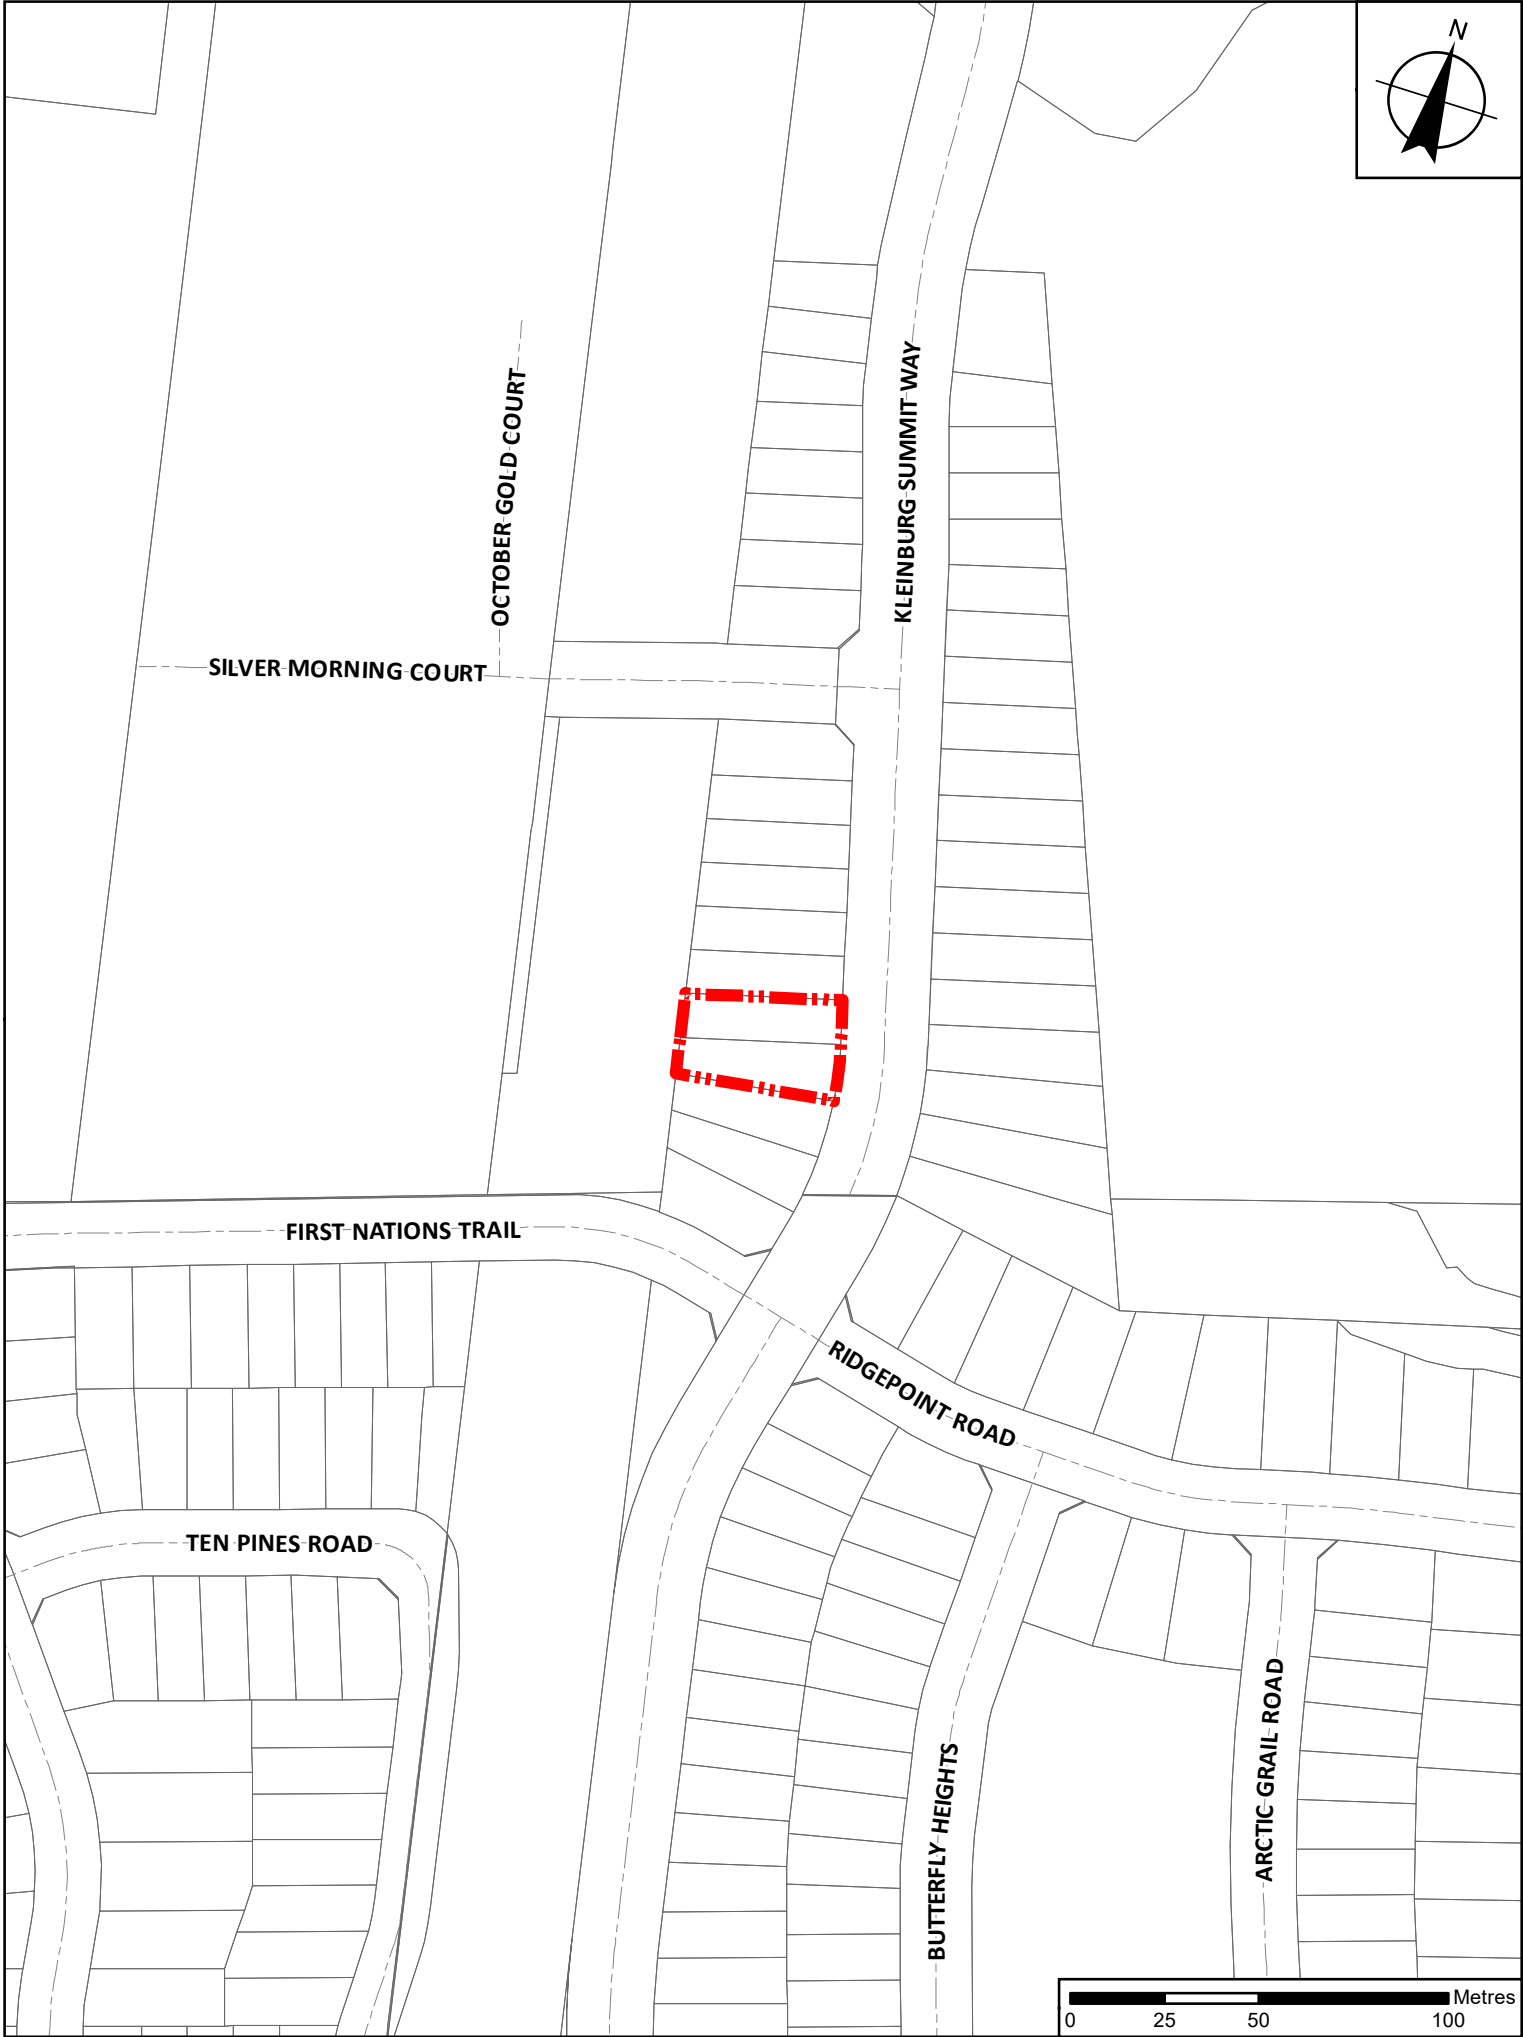 N
KLEINBURG SUMMIT WAY
OCTOBER GOLD COURT
SILVER MORNING COURT
FIRST NATIONS TRAIL
RIDGEPOINT ROAD
TEN PINES ROAD
BUTTERFLY HEIGHTS
ARCTIC GRAIL ROAD
Metres
0 25 50 100